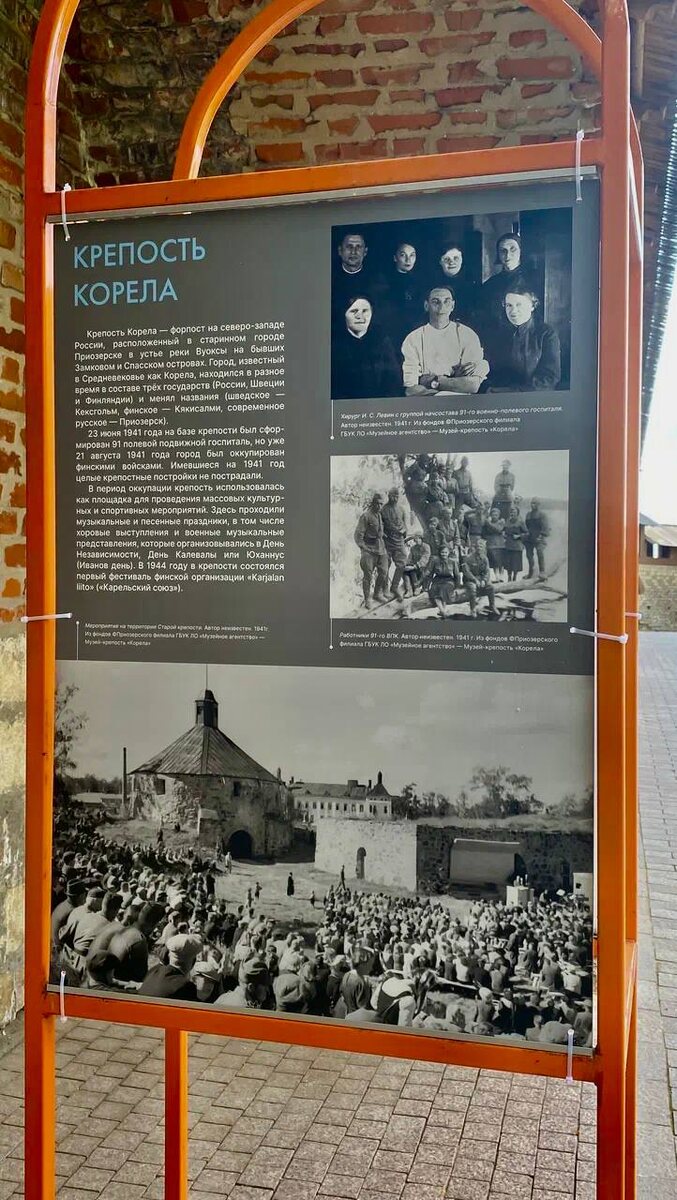 КРЕПОСТЬ
КОРЕЛА
Крепость Корела — форпост на северо-западе
России, расположенный в старинном городе
Приозерске в устье реки Вуоксы на бывших
Замковом и Спасском островах. Город, известный
в Средневековье как Корела, находился в разное
время в составе трёх государств (России, Швеции
и Финляндии) и менял названия (шведское —
Кексгольм, финское — Кякисалми, современное
русское — Приозерск).
23 июня 1941 года на базе крепости был сфор-
мирован 91 полевой подвижной госпиталь, но уже
21 августа 1941 года город был оккупирован
финскими войсками. Имевшиеся на 1941 год
целые крепостные постройки не пострадали.
В период оккупации крепость использовалась
как площадка для проведения массовых культур-
ных и спортивных мероприятий. Здесь проходили
музыкальные и песенные праздники, в том числе
хоровые выступления и военные музыкальные
представления, которые организовывались в День
Независимости, День Калевалы или Юханнус
(Иванов день). В 1944 году в крепости состоялся
первый фестиваль финской организации «Karjalan
liito» («Карельский союз»).
Мероприятие на территории Старой крепости. Автор неизвестен. 1941г.
Из фондов ФПриозерского филиала ГБУК ЛО «Музейное агентство» —
Музей-крепость «Корела»
Хирург И. С. Левин с группой начсостава 91-го военно-полевого госпиталя.
Автор неизвестен. 1941 г. Из фондов ФПриозерского филиала
ГБУК ЛО «Музейное агентство» — Музей-крепость «Корела»
Работники 91-го ВПК. Автор неизвестен. 1941 г. Из фондов ФПриозерского
филиала ГБУК ЛО «Музейное агентство» — Музей-крепость «Корела»